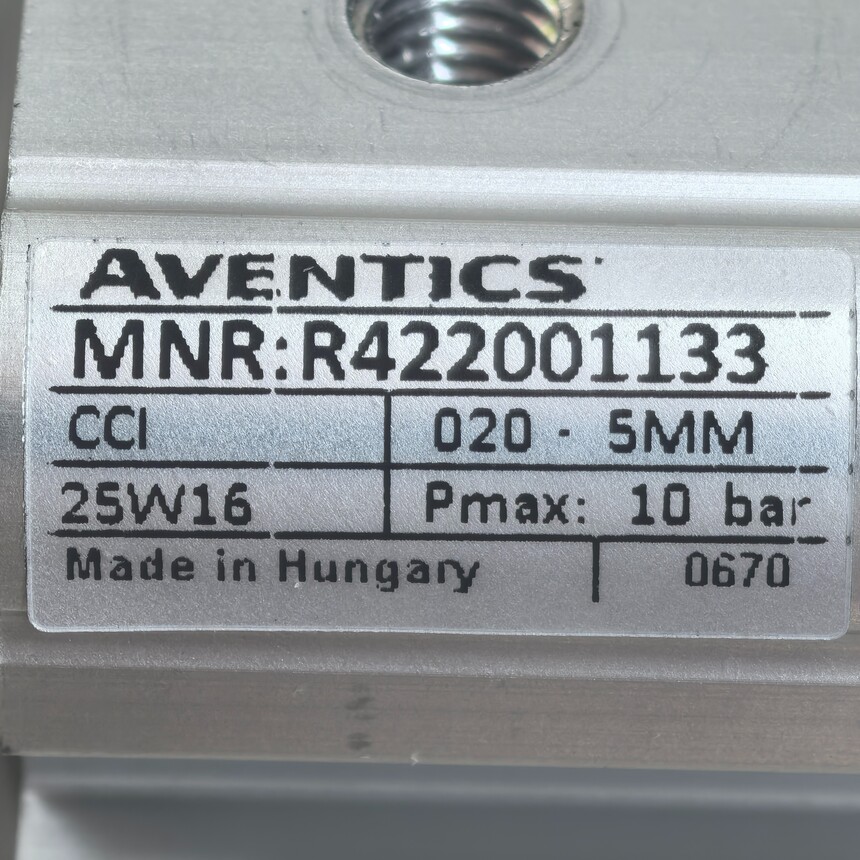 AVENTICS
MNR:R422001133
CCI 020 - 5MM
25W16 Pmax: 10 bar
Made in Hungary 0670